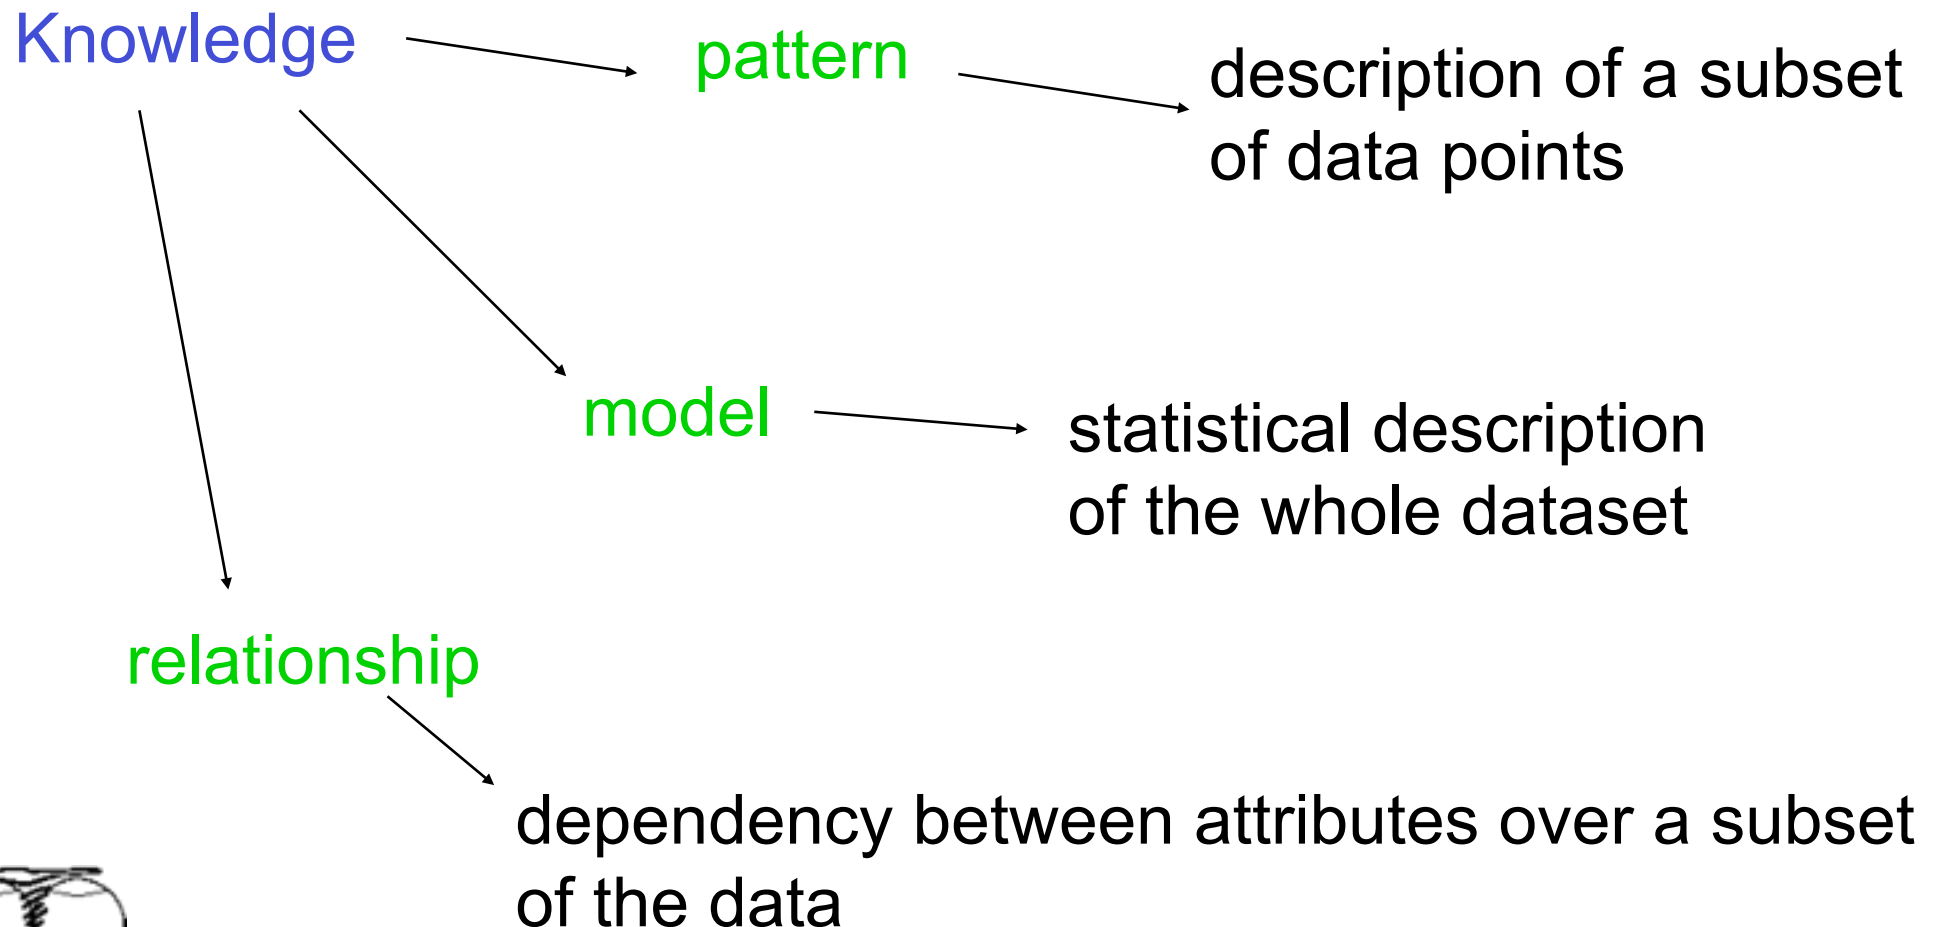 Knowledge
pattern
description of a subset
of data points
model
statistical description
of the whole dataset
relationship
dependency between attributes over a subset
of the data